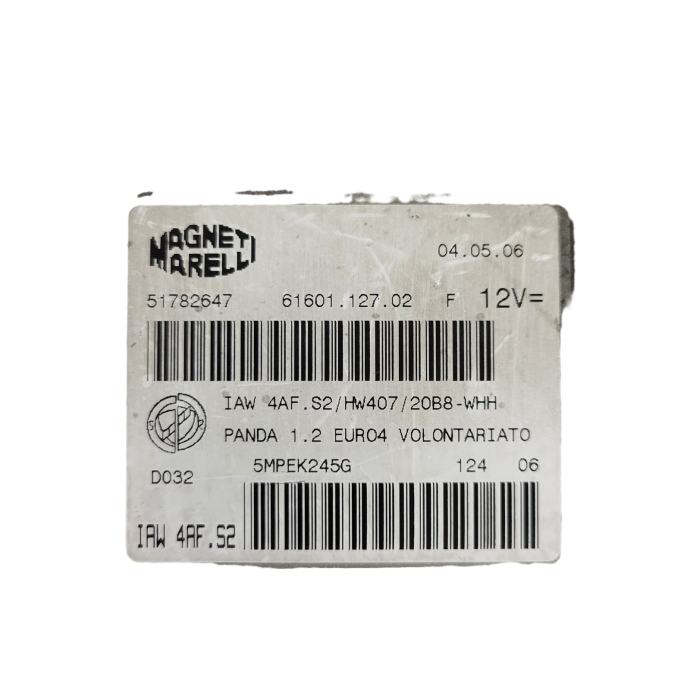 MAGNETI MARELLI
04.05.06
51782647 61601.127.02 F 12V=
IAW 4AF.S2/HW407/20B8-WHH
PANDA 1.2 EURO4 VOLONTARIATO
D032 5MPEK245G 124 06
IAW 4AF.S2